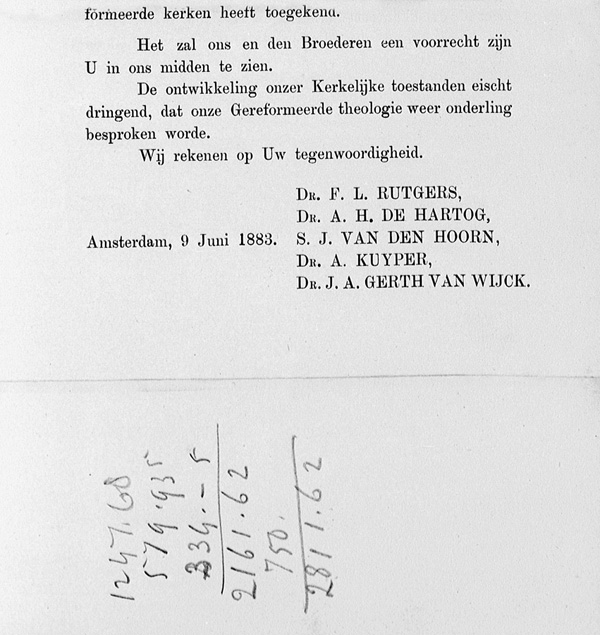 formeerde kerken heeft toegekend.
Het zal ons en den Broederen een voorrecht zijn
U in ons midden te zien.
De ontwikkeling onzer Kerkelijke toestanden eischt
dringend, dat onze Gereformeerde theologie weer onderling
besproken worde.
Wij rekenen op Uw tegenwoordigheid.
Dr. F. L. RUTGERS,
Dr. A. H. DE HARTOG,
Amsterdam, 9 Juni 1883. S. J. VAN DEN HOORN,
Dr. A. KUYPER,
Dr. J. A. GERTH VAN WIJCK.
1247.68
579.935
334.-5
2161.62
750.
2811.62